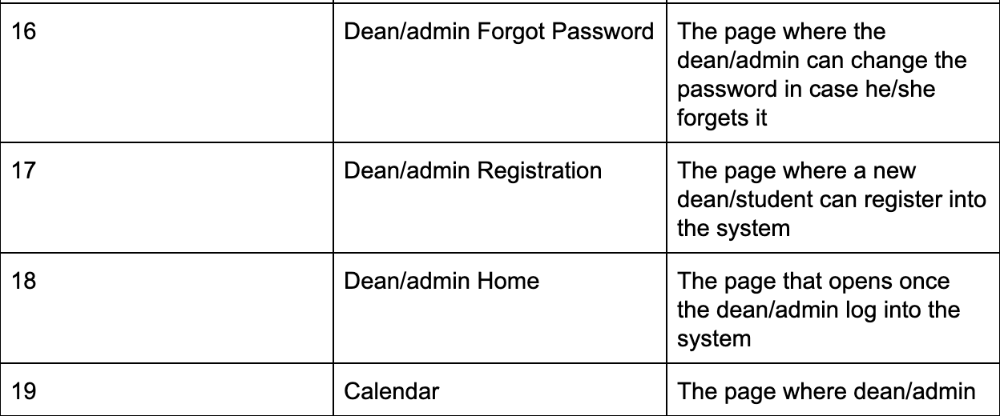 16
Dean/admin Forgot Password
The page where the
dean/admin can change the
password in case he/she
forgets it
17
Dean/admin Registration
The page where a new
dean/student can register into
the system
18
Dean/admin Home
The page that opens once
the dean/admin log into the
system
19
Calendar
The page where dean/admin